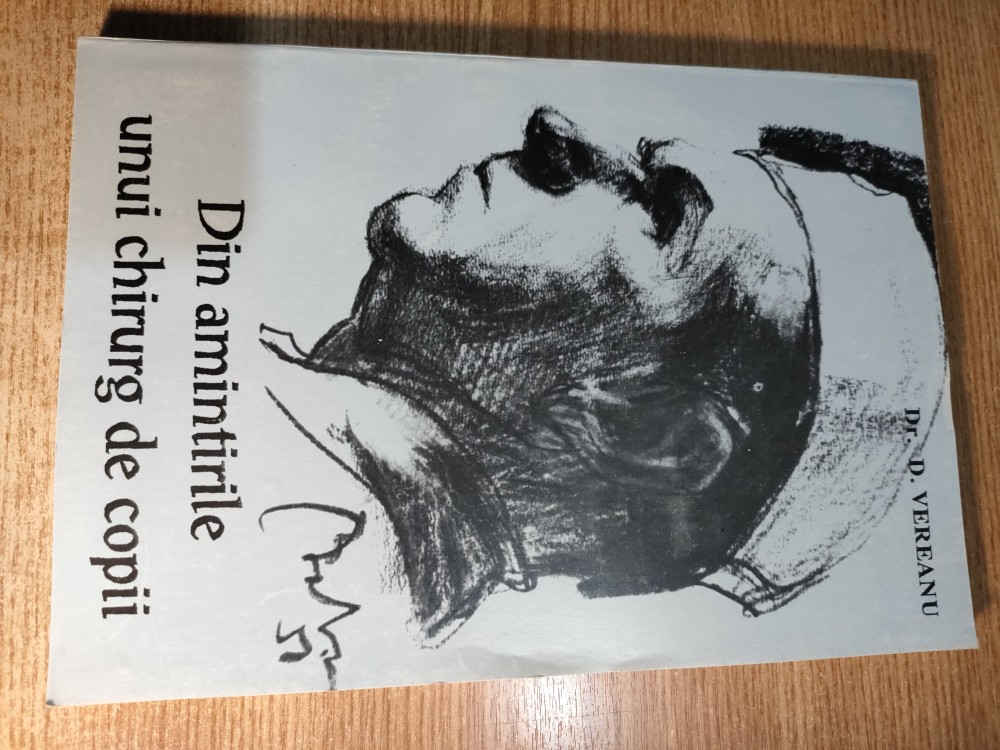 Dr. D. VEREANU
Din amintirile
unui chirurg de copii